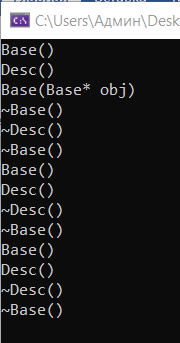 C:\Users\Админ\Desk
Base()
Desc()
Base(Base* obj)
~Base()
~Desc()
~Base()
Base()
Desc()
~Desc()
~Base()
Base()
Desc()
~Desc()
~Base()